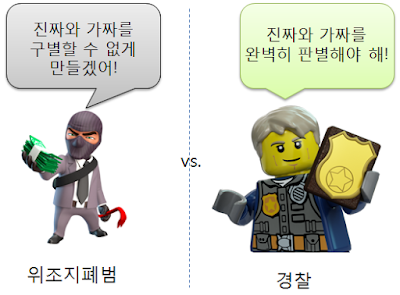 진짜와 가짜를
구별할 수 없게
만들겠어!
진짜와 가짜를
완벽히 판별해야 해!
vs.
위조지폐범
경찰